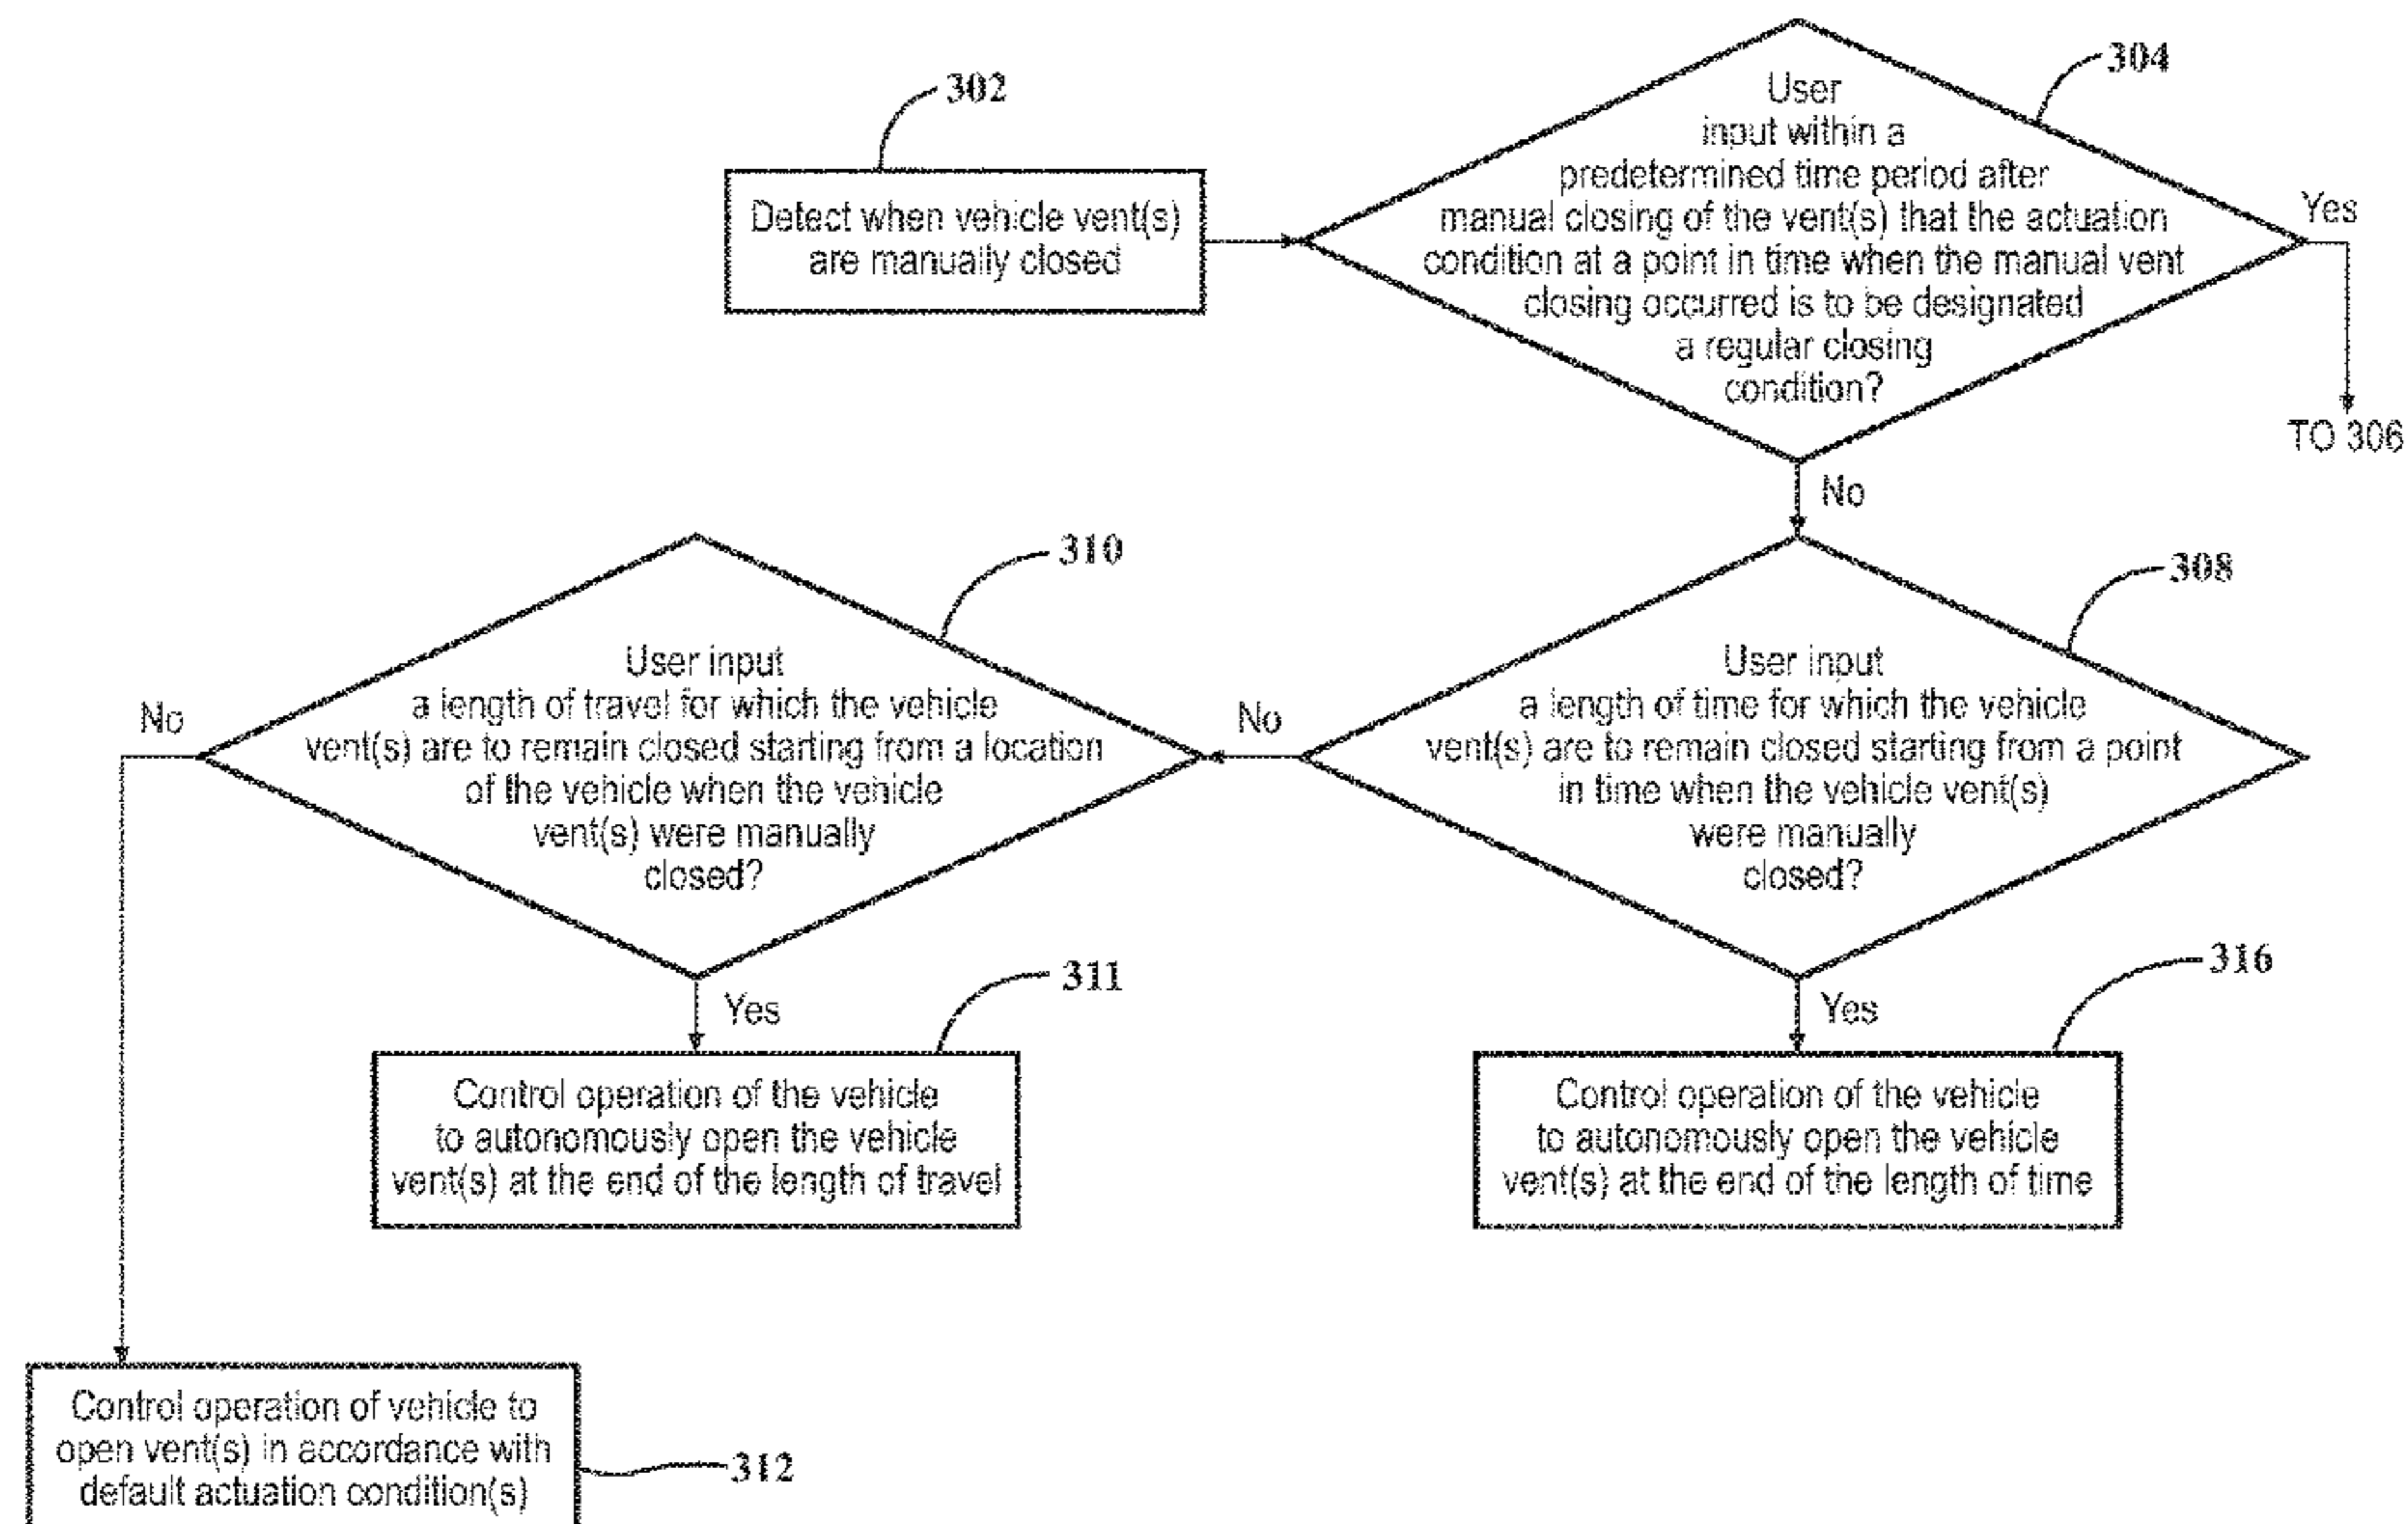 302
Detect when vehicle vent(s)
are manually closed
304
User
input within a
predetermined time period after
manual closing of the vent(s) that the actuation
condition at a point in time when the manual vent
closing occurred is to be designated
a regular closing
condition?
Yes
TO 306
No
308
User input
a length of time for which the vehicle
vent(s) are to remain closed starting from a point
in time when the vehicle vent(s)
were manually
closed?
No
Yes
316
Control operation of the vehicle
to autonomously open the vehicle
vent(s) at the end of the length of time
310
User input
a length of travel for which the vehicle
vent(s) are to remain closed starting from a location
of the vehicle when the vehicle
vent(s) were manually
closed?
No
Yes
311
Control operation of the vehicle
to autonomously open the vehicle
vent(s) at the end of the length of travel
Control operation of vehicle to
open vent(s) in accordance with
default actuation condition(s)
312